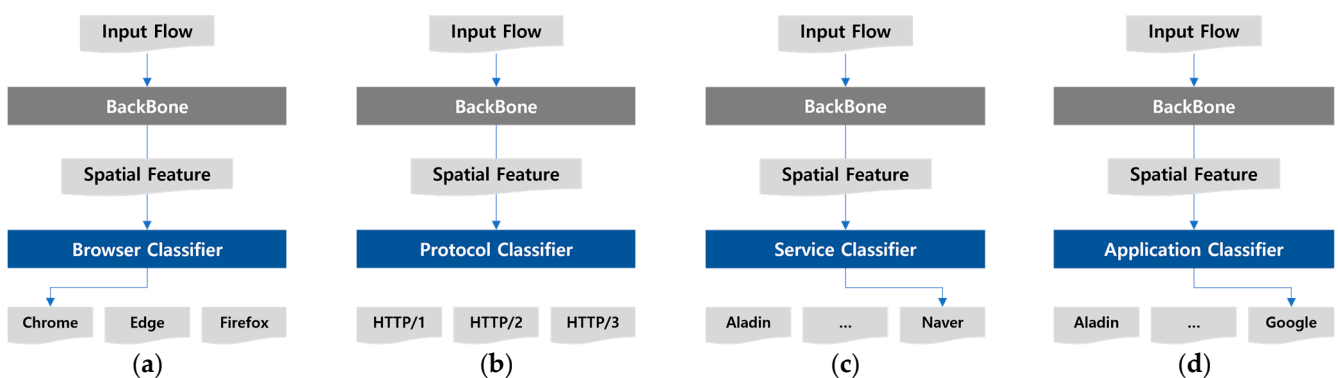 Input Flow
BackBone
Spatial Feature
Browser Classifier
Chrome Edge Firefox
(a)
Input Flow
BackBone
Spatial Feature
Protocol Classifier
HTTP/1 HTTP/2 HTTP/3
(b)
Input Flow
BackBone
Spatial Feature
Service Classifier
Aladin ... Naver
(c)
Input Flow
BackBone
Spatial Feature
Application Classifier
Aladin ... Google
(d)